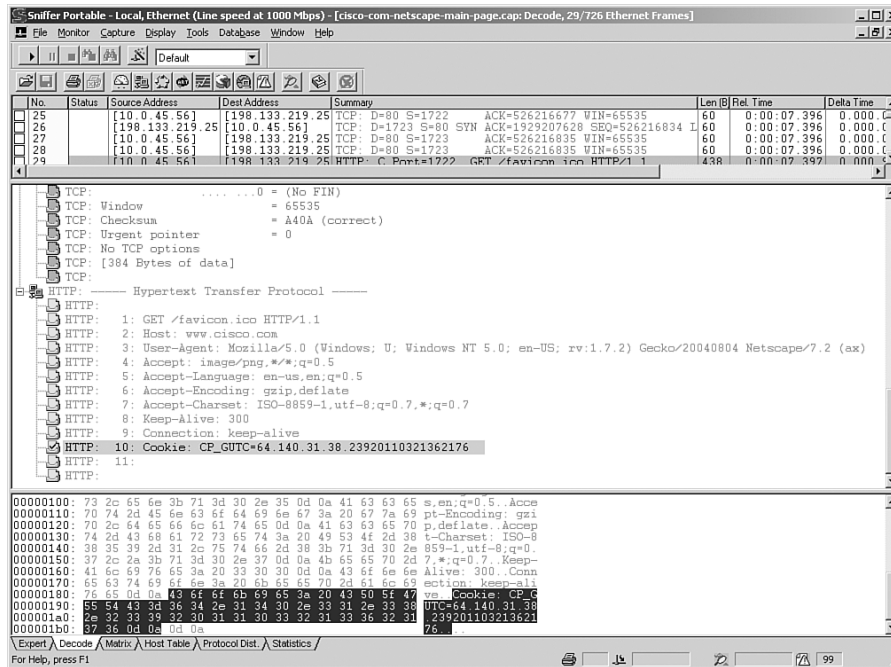 Sniffer Portable - Local, Ethernet (Line speed at 1000 Mbps) - [cisco-com-netscape-main-page.cap: Decode, 29/726 Ethernet Frames]
File Monitor Capture Display Tools Database Window Help
Default
No. Status Source Address Dest Address Summary Len (B Rel. Time Delta Time
25 [10.0.45.56] [198.133.219.25 TCP: D=80 S=1722 ACK=526216677 WIN=65535 60 0:00:07.396 0.000.
26 [198.133.219.25 [10.0.45.56] TCP: D=1723 S=80 SYN ACK=1929207628 SEQ=526216834 L 60 0:00:07.396 0.000.
27 [10.0.45.56] [198.133.219.25 TCP: D=80 S=1723 ACK=526216835 WIN=65535 60 0:00:07.396 0.000.
28 [10.0.45.56] [198.133.219.25 TCP: D=80 S=1723 ACK=526216835 WIN=65535 60 0:00:07.396 0.000.
29 [10.0.45.56] [198.133.219.25 HTTP: C Port=1722 GET /favicon.ico HTTP/1.1 438 0:00:07.397 0.000
TCP: .... ...0 = (No FIN)
TCP: Window = 65535
TCP: Checksum = A40A (correct)
TCP: Urgent pointer = 0
TCP: No TCP options
TCP: [384 Bytes of data]
TCP:
HTTP: ----- Hypertext Transfer Protocol -----
HTTP:
HTTP: 1: GET /favicon.ico HTTP/1.1
HTTP: 2: Host: www.cisco.com
HTTP: 3: User-Agent: Mozilla/5.0 (Windows; U; Windows NT 5.0; en-US; rv:1.7.2) Gecko/20040804 Netscape/7.2 (ax)
HTTP: 4: Accept: image/png,*/*;q=0.5
HTTP: 5: Accept-Language: en-us,en;q=0.5
HTTP: 6: Accept-Encoding: gzip,deflate
HTTP: 7: Accept-Charset: ISO-8859-1,utf-8;q=0.7,*;q=0.7
HTTP: 8: Keep-Alive: 300
HTTP: 9: Connection: keep-alive
HTTP: 10: Cookie: CP_GUTC=64.140.31.38.23920110321362176
HTTP: 11:
HTTP:
00000100: 73 2c 65 6e 3b 71 3d 30 2e 35 0d 0a 41 63 63 65 s,en;q=0.5..Acce
00000110: 70 74 2d 45 6e 63 6f 64 69 6e 67 3a 20 67 7a 69 pt-Encoding: gzi
00000120: 70 2c 64 65 66 6c 61 74 65 0d 0a 41 63 63 65 70 p,deflate..Accep
00000130: 74 2d 43 68 61 72 73 65 74 3a 20 49 53 4f 2d 38 t-Charset: ISO-8
00000140: 38 35 39 2d 31 2c 75 74 66 2d 38 3b 71 3d 30 2e 859-1,utf-8;q=0.
00000150: 37 2c 2a 3b 71 3d 30 2e 37 0d 0a 4b 65 65 70 2d 7,*;q=0.7..Keep-
00000160: 41 6c 69 76 65 3a 20 33 30 30 0d 0a 43 6f 6e 6e Alive: 300..Conn
00000170: 65 63 74 69 6f 6e 3a 20 6b 65 65 70 2d 61 6c 69 ection: keep-ali
00000180: 76 65 0d 0a 43 6f 6f 6b 69 65 3a 20 43 50 5f 47 ve..Cookie: CP_G
00000190: 55 54 43 3d 36 34 2e 31 34 30 2e 33 31 2e 33 38 UTC=64.140.31.38
000001a0: 2e 32 33 39 32 30 31 31 30 33 32 31 33 36 32 31 .239201103213621
000001b0: 37 36 0d 0a 0d 0a 76....
Expert Decode Matrix Host Table Protocol Dist. Statistics
For Help, press F1 99